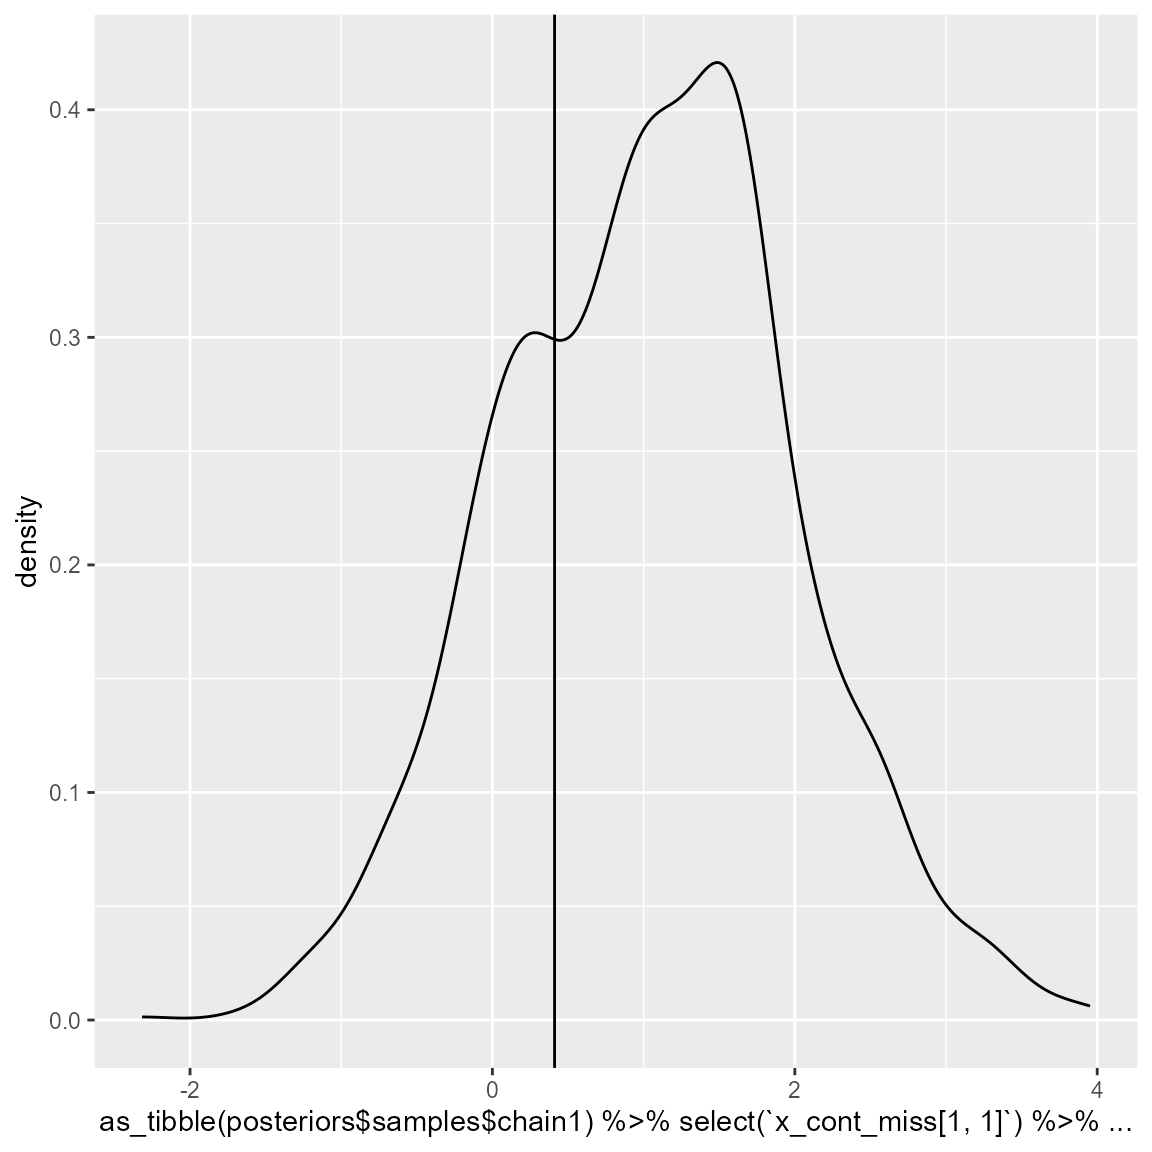 0.4
0.3
density
0.2
0.1
0.0
-2 0 2 4
as_tibble(posteriors$samples$chain1) %>% select(`x_cont_miss[1, 1]`) %>% ...